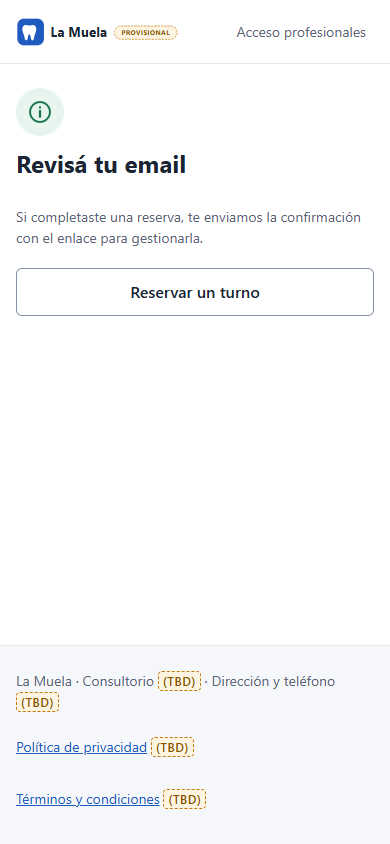 La Muela PROVISIONAL Acceso profesionales
Revisá tu email
Si completaste una reserva, te enviamos la confirmación
con el enlace para gestionarla.
Reservar un turno
La Muela · Consultorio (TBD) · Dirección y teléfono
(TBD)
Política de privacidad (TBD)
Términos y condiciones (TBD)